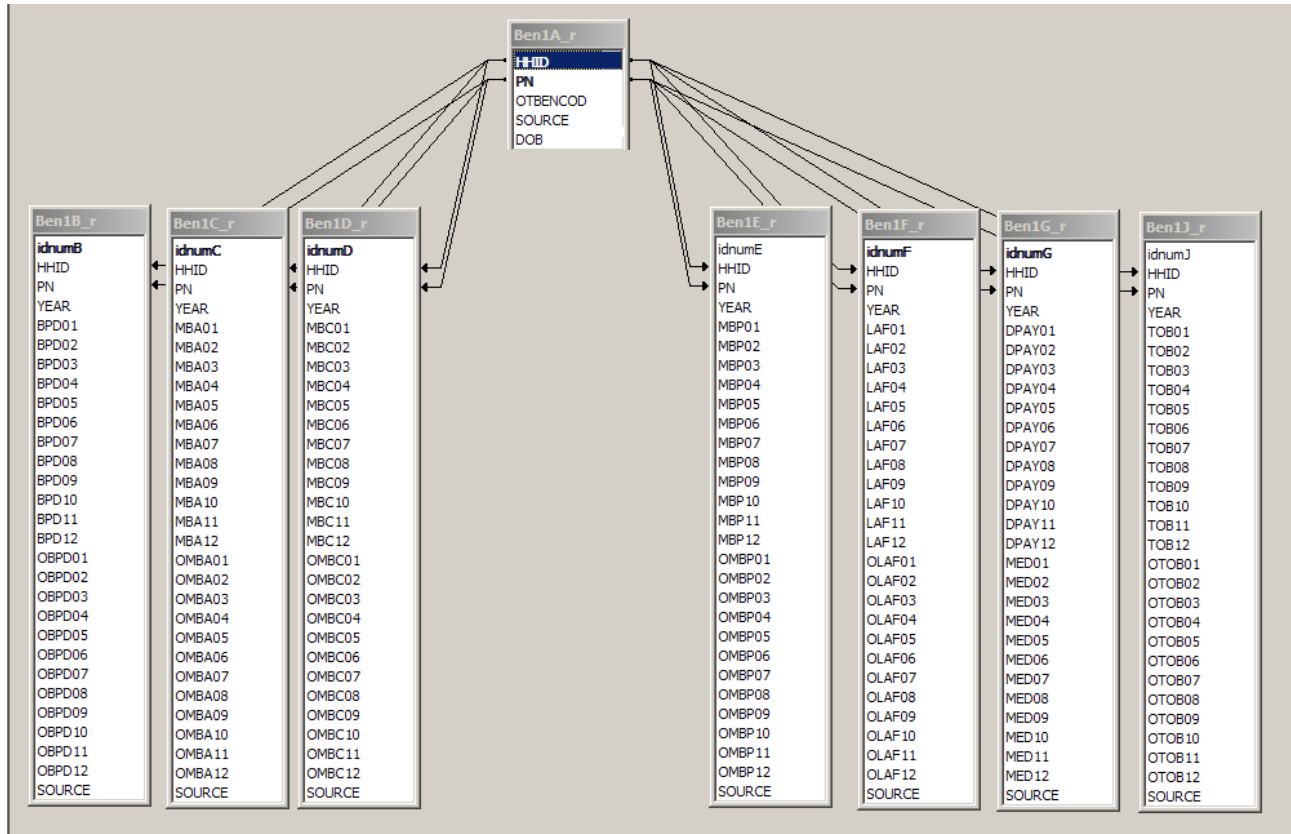 Ben1A_r
HHID
PN
OTBENCOD
SOURCE
DOB
Ben1B_r
idnumB
HHID
PN
YEAR
BPD01
BPD02
BPD03
BPD04
BPD05
BPD06
BPD07
BPD08
BPD09
BPD10
BPD11
BPD12
OBPD01
OBPD02
OBPD03
OBPD04
OBPD05
OBPD06
OBPD07
OBPD08
OBPD09
OBPD10
OBPD11
OBPD12
SOURCE
Ben1C_r
idnumC
HHID
PN
YEAR
MBA01
MBA02
MBA03
MBA04
MBA05
MBA06
MBA07
MBA08
MBA09
MBA10
MBA11
MBA12
OMBA01
OMBA02
OMBA03
OMBA04
OMBA05
OMBA06
OMBA07
OMBA08
OMBA09
OMBA10
OMBA11
OMBA12
SOURCE
Ben1D_r
idnumD
HHID
PN
YEAR
MBC01
MBC02
MBC03
MBC04
MBC05
MBC06
MBC07
MBC08
MBC09
MBC10
MBC11
MBC12
OMBC01
OMBC02
OMBC03
OMBC04
OMBC05
OMBC06
OMBC07
OMBC08
OMBC09
OMBC10
OMBC11
OMBC12
SOURCE
Ben1E_r
idnumE
HHID
PN
YEAR
MBP01
MBP02
MBP03
MBP04
MBP05
MBP06
MBP07
MBP08
MBP09
MBP10
MBP11
MBP12
OMBP01
OMBP02
OMBP03
OMBP04
OMBP05
OMBP06
OMBP07
OMBP08
OMBP09
OMBP10
OMBP11
OMBP12
SOURCE
Ben1F_r
idnumF
HHID
PN
YEAR
LAF01
LAF02
LAF03
LAF04
LAF05
LAF06
LAF07
LAF08
LAF09
LAF10
LAF11
LAF12
OLAF01
OLAF02
OLAF03
OLAF04
OLAF05
OLAF06
OLAF07
OLAF08
OLAF09
OLAF10
OLAF11
OLAF12
SOURCE
Ben1G_r
idnumG
HHID
PN
YEAR
DPAY01
DPAY02
DPAY03
DPAY04
DPAY05
DPAY06
DPAY07
DPAY08
DPAY09
DPAY10
DPAY11
DPAY12
MED01
MED02
MED03
MED04
MED05
MED06
MED07
MED08
MED09
MED10
MED11
MED12
SOURCE
Ben1J_r
idnumJ
HHID
PN
YEAR
TOB01
TOB02
TOB03
TOB04
TOB05
TOB06
TOB07
TOB08
TOB09
TOB10
TOB11
TOB12
OTOB01
OTOB02
OTOB03
OTOB04
OTOB05
OTOB06
OTOB07
OTOB08
OTOB09
OTOB10
OTOB11
OTOB12
SOURCE